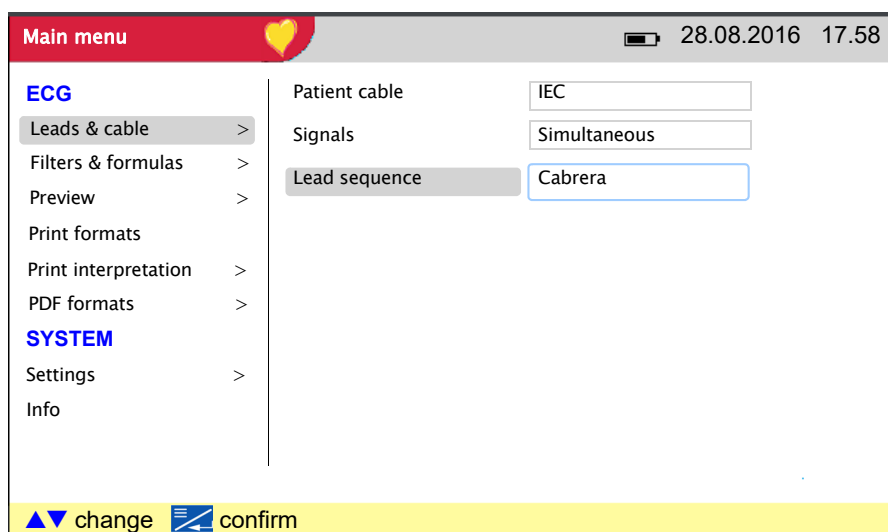 Main menu 28.08.2016 17.58
ECG
Leads & cable >
Filters & formulas >
Preview >
Print formats
Print interpretation >
PDF formats >
SYSTEM
Settings >
Info
Patient cable IEC
Signals Simultaneous
Lead sequence Cabrera
▲▼ change confirm